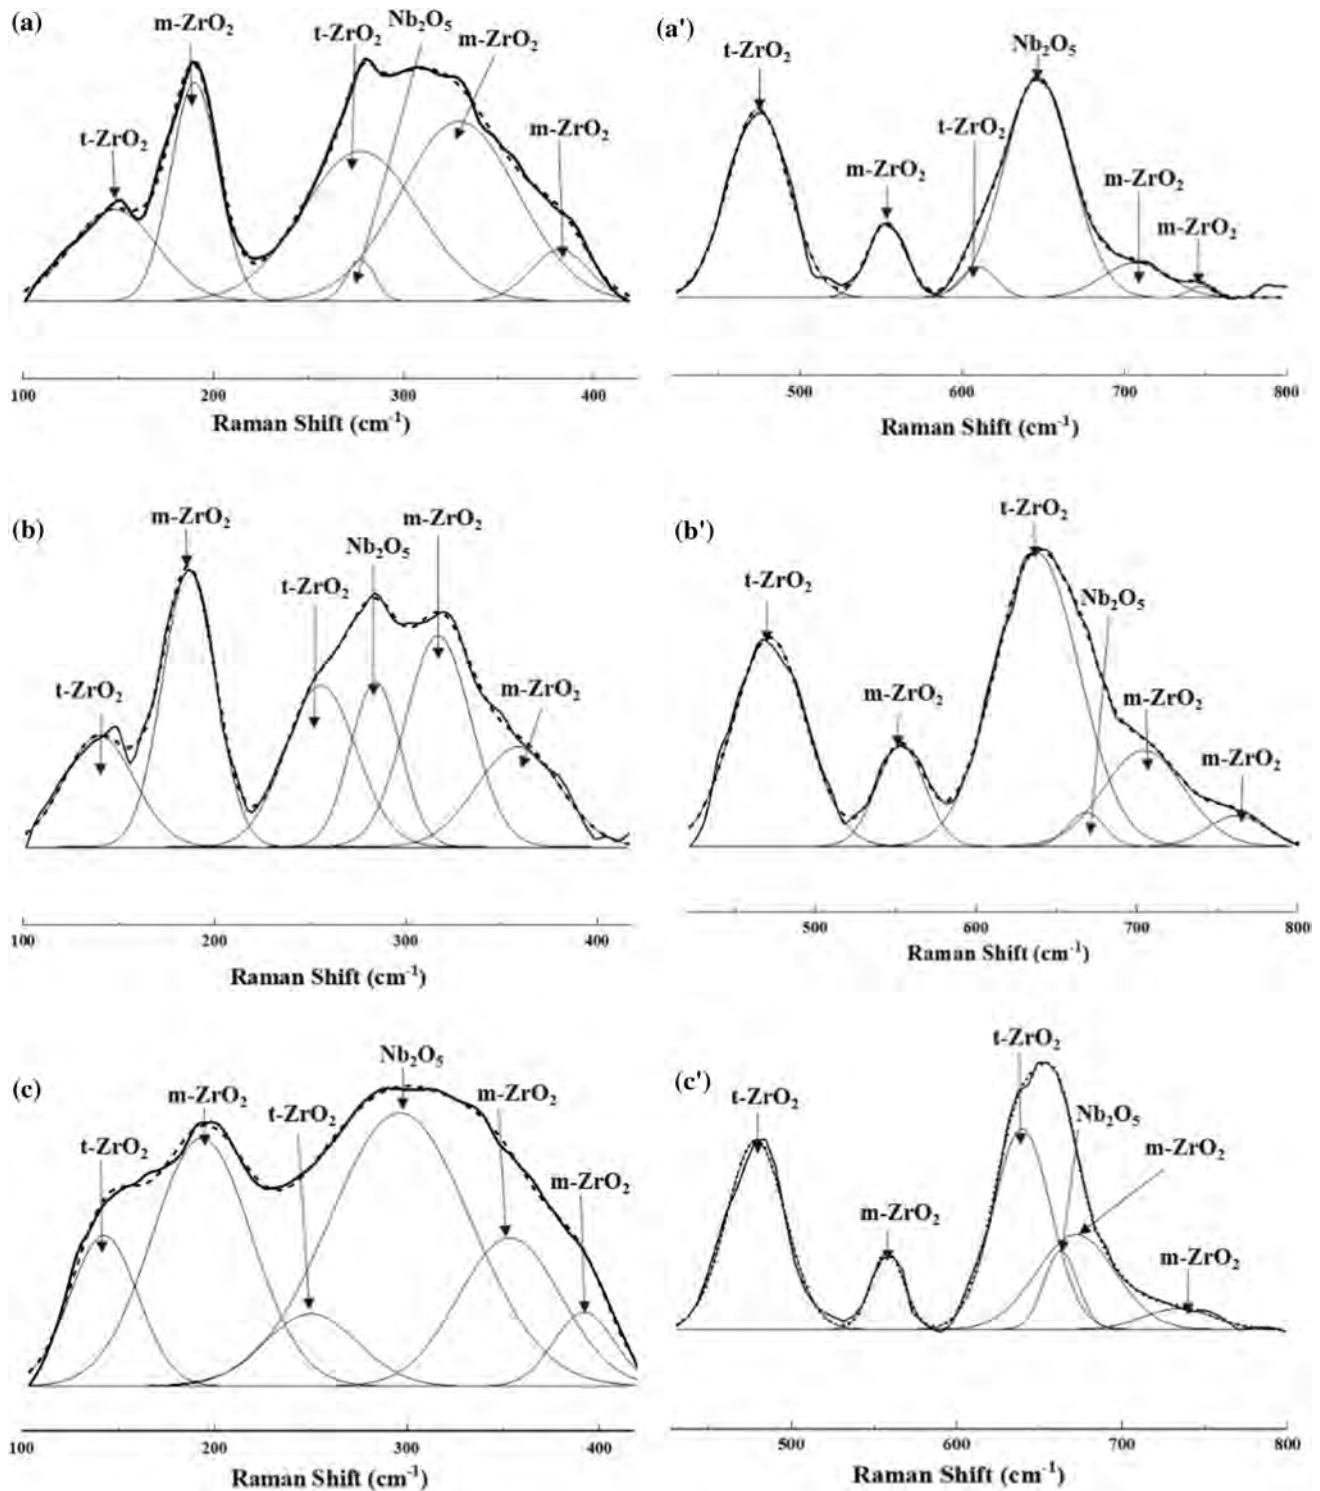 (a)
m-ZrO₂
t-ZrO₂
t-ZrO₂
Nb₂O₅
m-ZrO₂
m-ZrO₂
100 200 300 400
Raman Shift (cm⁻¹)
(a')
t-ZrO₂
m-ZrO₂
t-ZrO₂
Nb₂O₅
m-ZrO₂
m-ZrO₂
500 600 700 800
Raman Shift (cm⁻¹)
(b)
t-ZrO₂
m-ZrO₂
t-ZrO₂
Nb₂O₅
m-ZrO₂
m-ZrO₂
100 200 300 400
Raman Shift (cm⁻¹)
(b')
t-ZrO₂
m-ZrO₂
t-ZrO₂
Nb₂O₅
m-ZrO₂
m-ZrO₂
500 600 700 800
Raman Shift (cm⁻¹)
(c)
t-ZrO₂
m-ZrO₂
t-ZrO₂
Nb₂O₅
m-ZrO₂
m-ZrO₂
100 200 300 400
Raman Shift (cm⁻¹)
(c')
t-ZrO₂
m-ZrO₂
t-ZrO₂
Nb₂O₅
m-ZrO₂
m-ZrO₂
500 600 700 800
Raman Shift (cm⁻¹)